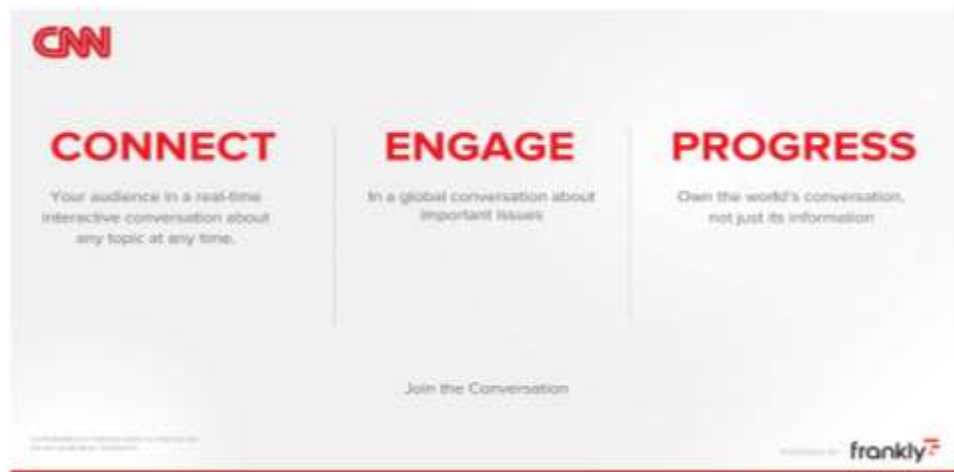 CNN
CONNECT
Your audience in a real-time
interactive conversation about
any topic at any time.
ENGAGE
In a global conversation about
important issues
PROGRESS
Own the world's conversation,
not just its information
Join the Conversation
frankly